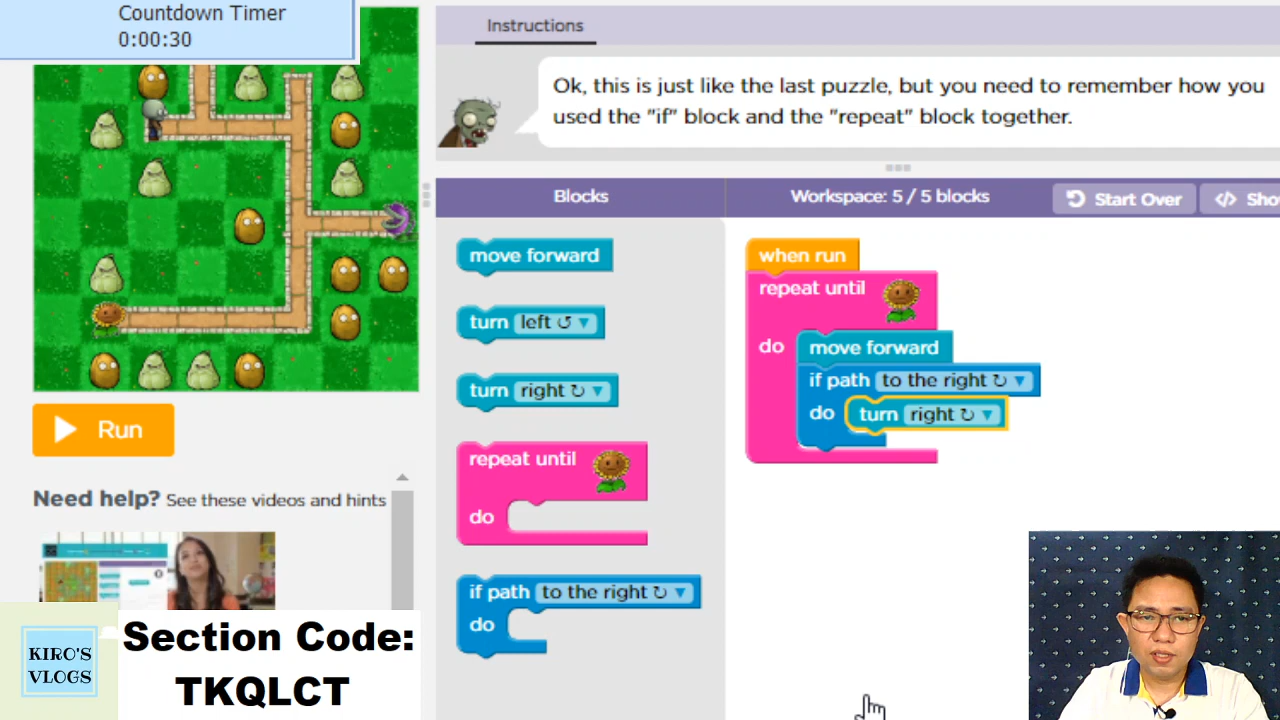 Countdown Timer
0:00:30
Instructions
Ok, this is just like the last puzzle, but you need to remember how you
used the "if" block and the "repeat" block together.
Blocks
Workspace: 5 / 5 blocks
Start Over
</> Sho
move forward
turn left ↺ ▼
turn right ↻ ▼
repeat until
do
if path to the right ↻ ▼
do
when run
repeat until
do
move forward
if path to the right ↻ ▼
do turn right ↻ ▼
Run
Need help? See these videos and hints
KIRO'S
VLOGS
Section Code:
TKQLCT